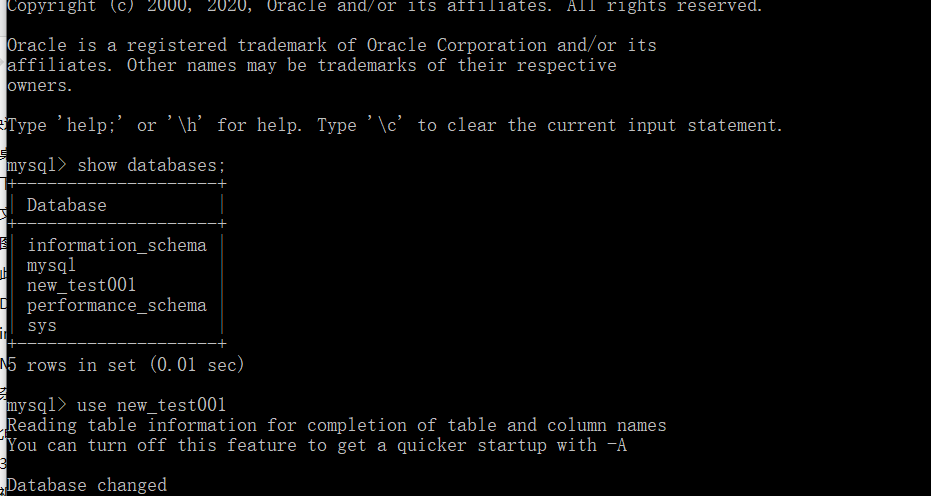 Copyright (c) 2000, 2020, Oracle and/or its affiliates. All rights reserved.
Oracle is a registered trademark of Oracle Corporation and/or its
affiliates. Other names may be trademarks of their respective
owners.
Type 'help;' or '\h' for help. Type '\c' to clear the current input statement.
mysql> show databases;
+--------------------+
| Database           |
+--------------------+
| information_schema |
| mysql              |
| new_test001        |
| performance_schema |
| sys                |
+--------------------+
5 rows in set (0.01 sec)
mysql> use new_test001
Reading table information for completion of table and column names
You can turn off this feature to get a quicker startup with -A
Database changed